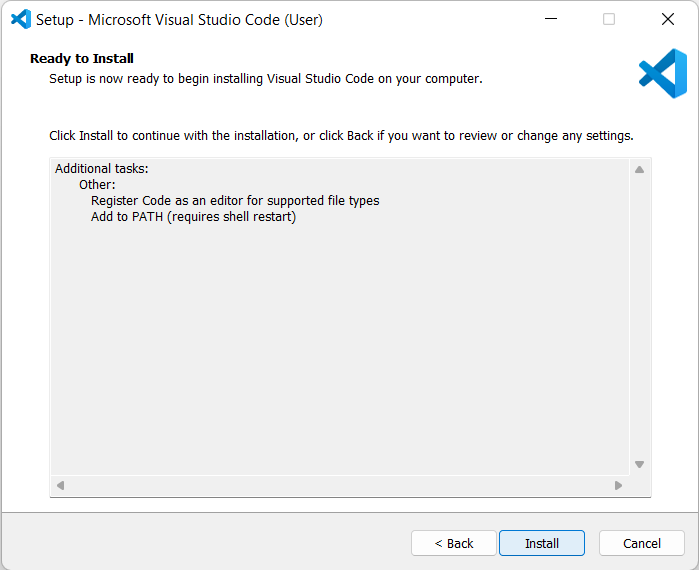 Setup - Microsoft Visual Studio Code (User)
Ready to Install
Setup is now ready to begin installing Visual Studio Code on your computer.
Click Install to continue with the installation, or click Back if you want to review or change any settings.
Additional tasks:
Other:
Register Code as an editor for supported file types
Add to PATH (requires shell restart)
< Back
Install
Cancel